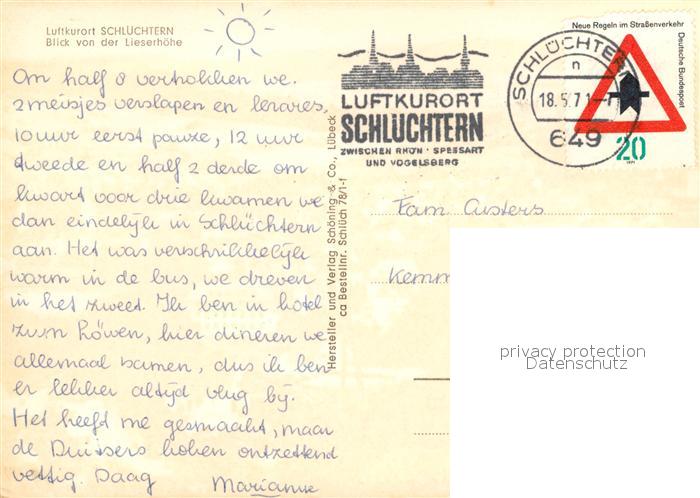 Luftkurort SCHLÜCHTERN
Blick von der Lieserhöhe
Om half 8 vertrokken we.
2 meisjes verslapen en lerares,
10 uur eerst pauze, 12 uur
tweede en half 2 derde om
kwart voor drie kwamen we
dan eindelijk in Schlüchtern
aan. Het was verschrikkelijk
warm in de bus, we dreven
in het zweet. Ik ben in hotel
zum Löwen, hier dineren we
allemaal samen, dus ik ben
er lekker altijd vlug bij.
Het heeft me gesmaakt, maar
de Duitsers koken ontzettend
vettig. Daag Marianne
Hersteller und Verlag Schöning & Co., Lübeck
ca Bestellnr. Schlüch 78/1-f
LUFTKURORT
SCHLÜCHTERN
ZWISCHEN RHÖN · SPESSART
UND VOGELSBERG
SCHLÜCHTERN
n
18.5.71
649
Neue Regeln im Straßenverkehr
Deutsche Bundespost
20
1971
Fam Custers
Kemm
privacy protection
Datenschutz